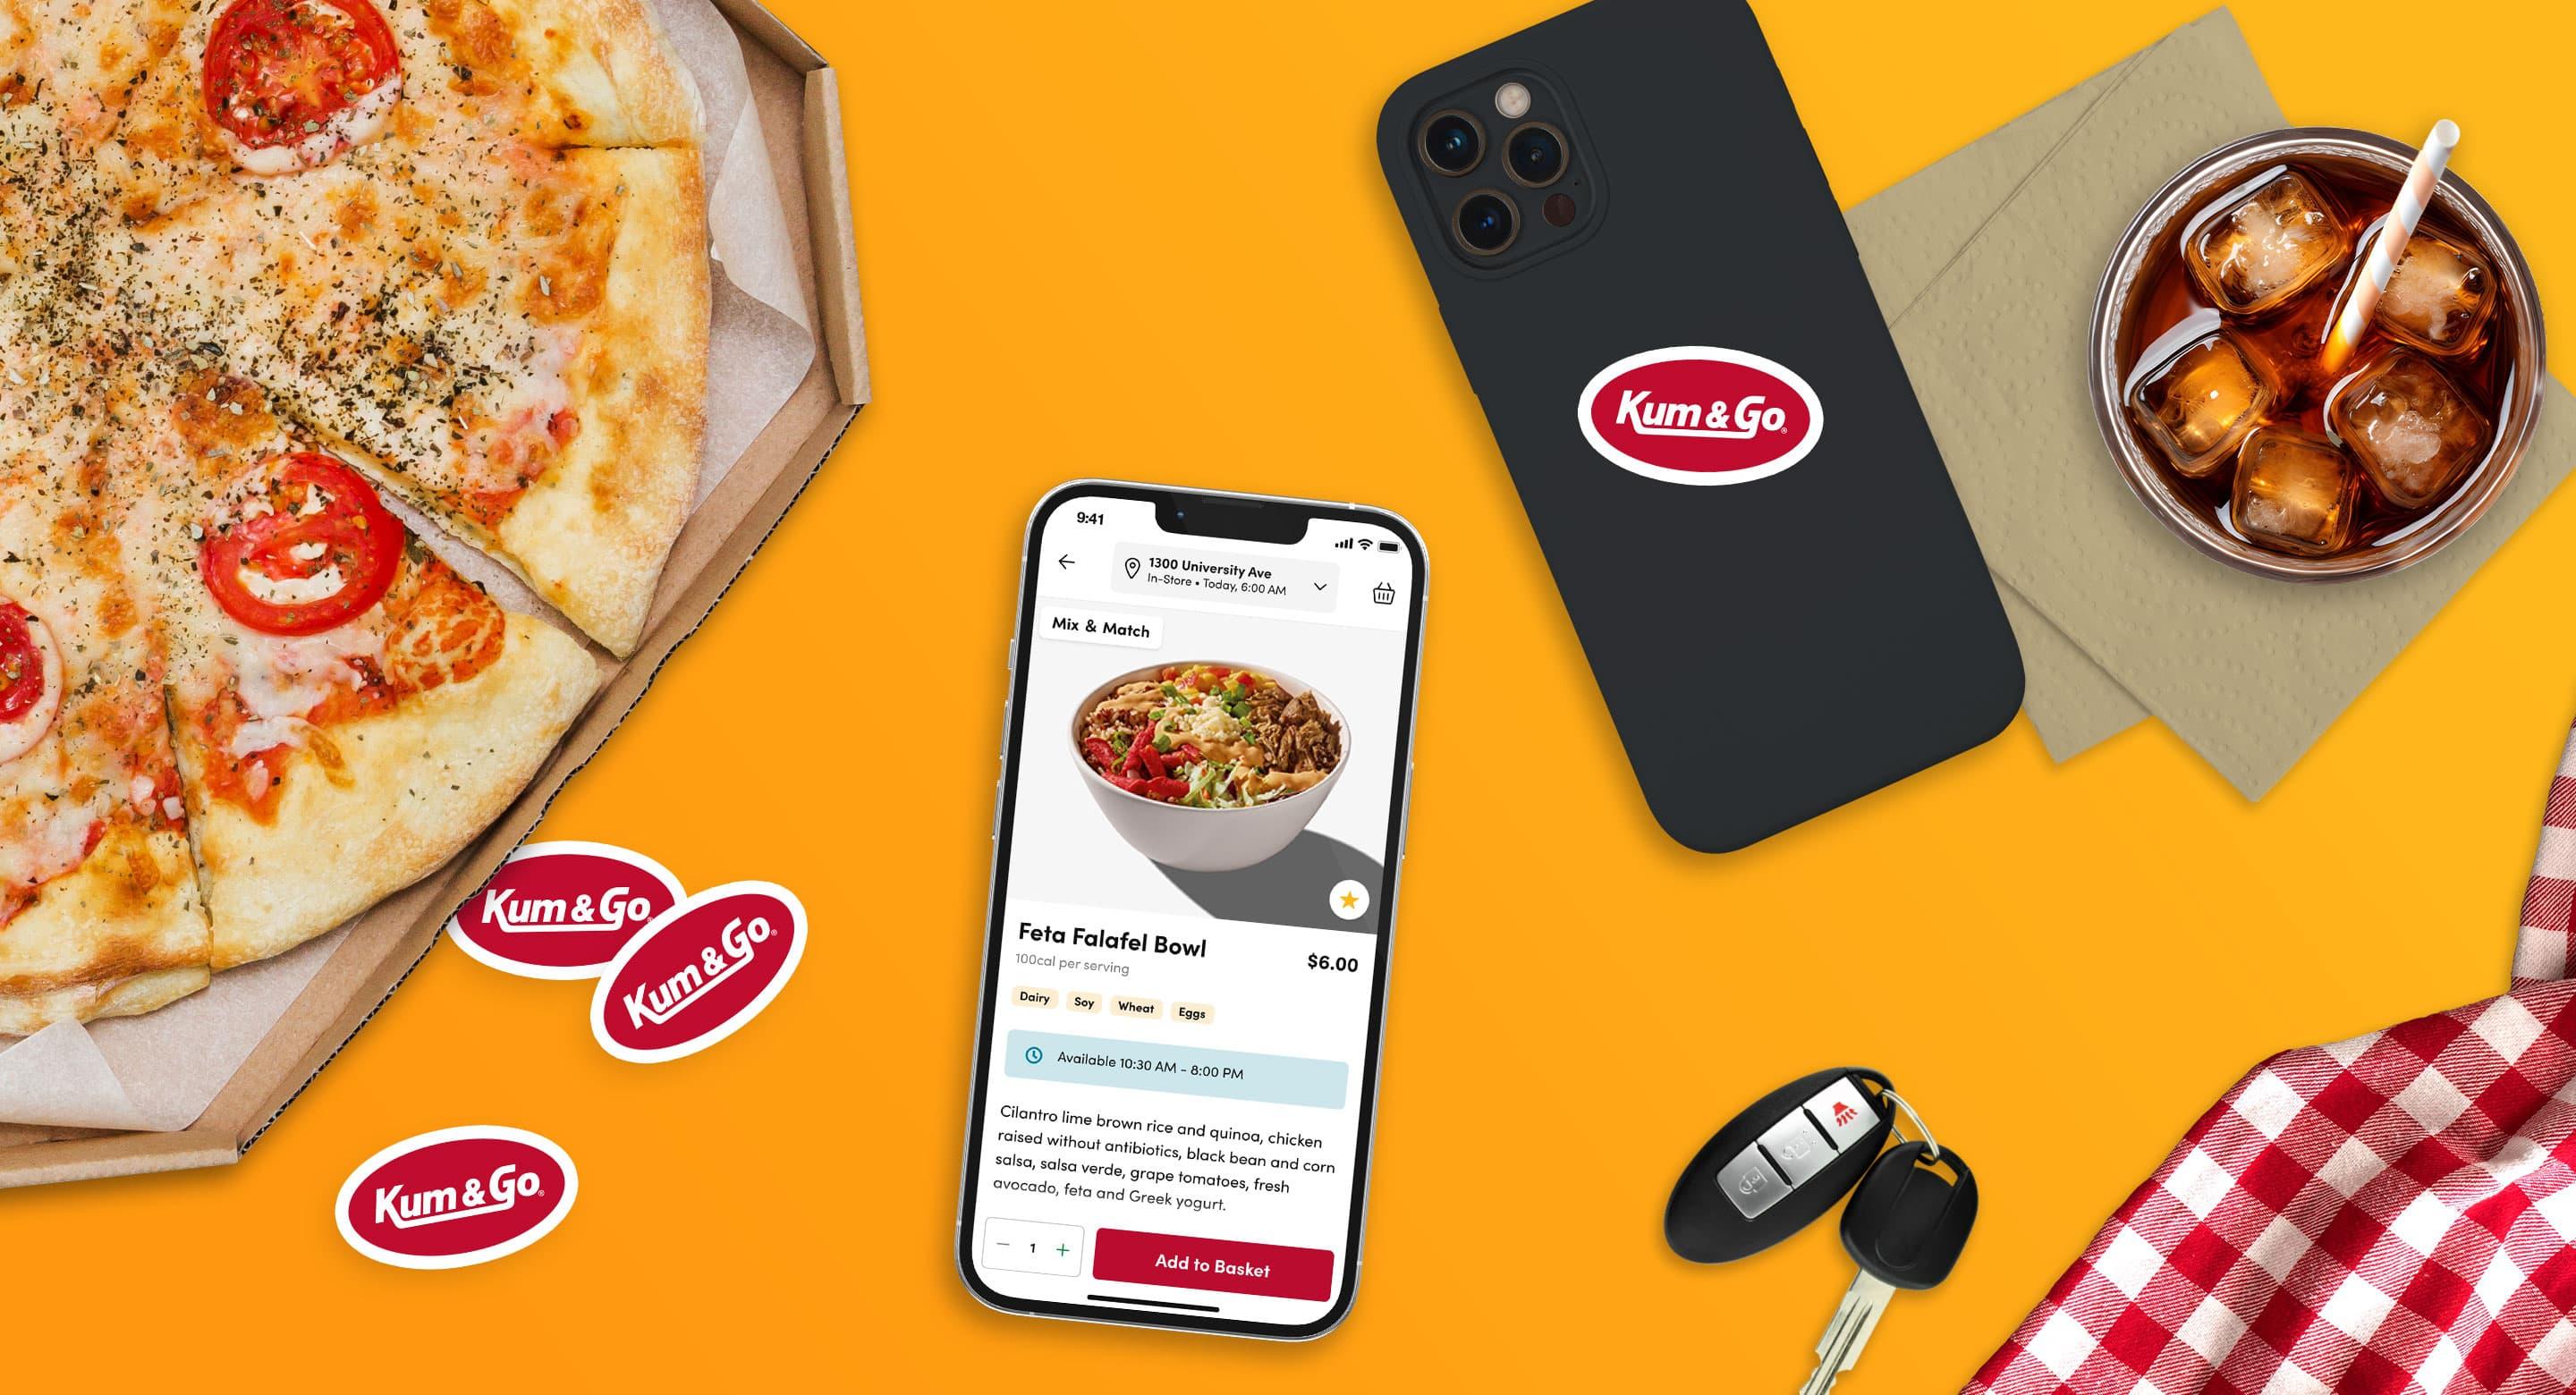 Kum & Go®
9:41
1300 University Ave
In-Store • Today, 6:00 AM
Mix & Match
Feta Falafel Bowl
$6.00
100cal per serving
Dairy Soy Wheat Eggs
Available 10:30 AM - 8:00 PM
Cilantro lime brown rice and quinoa, chicken
raised without antibiotics, black bean and corn
salsa, salsa verde, grape tomatoes, fresh
avocado, feta and Greek yogurt.
1
Add to Basket
Kum & Go®
Kum & Go®
Kum & Go®